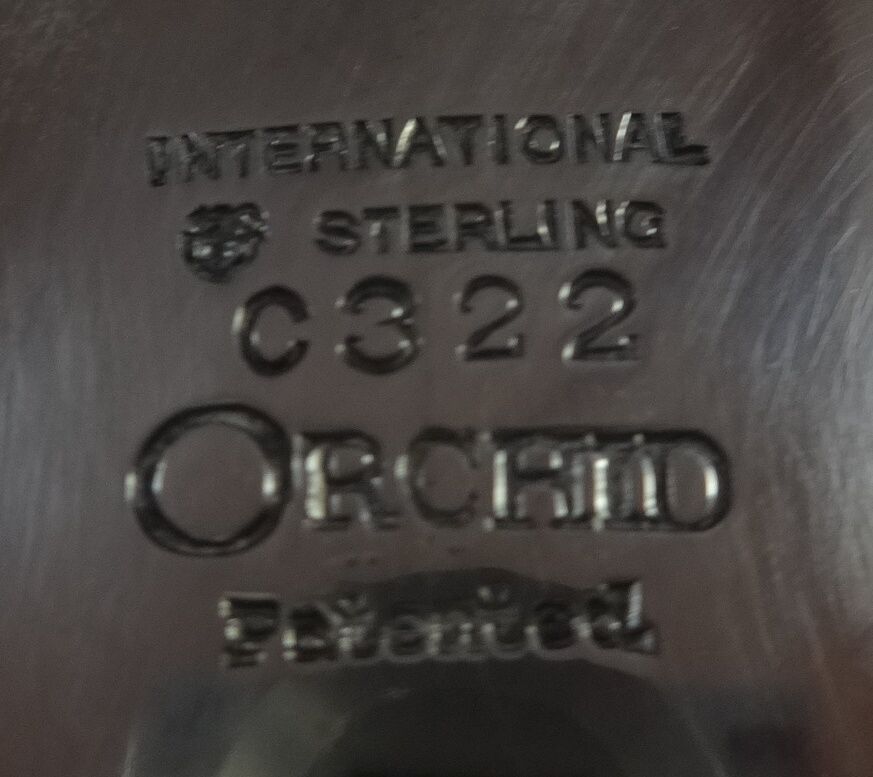 INTERNATIONAL
STERLING
C322
ORCHID
Patented